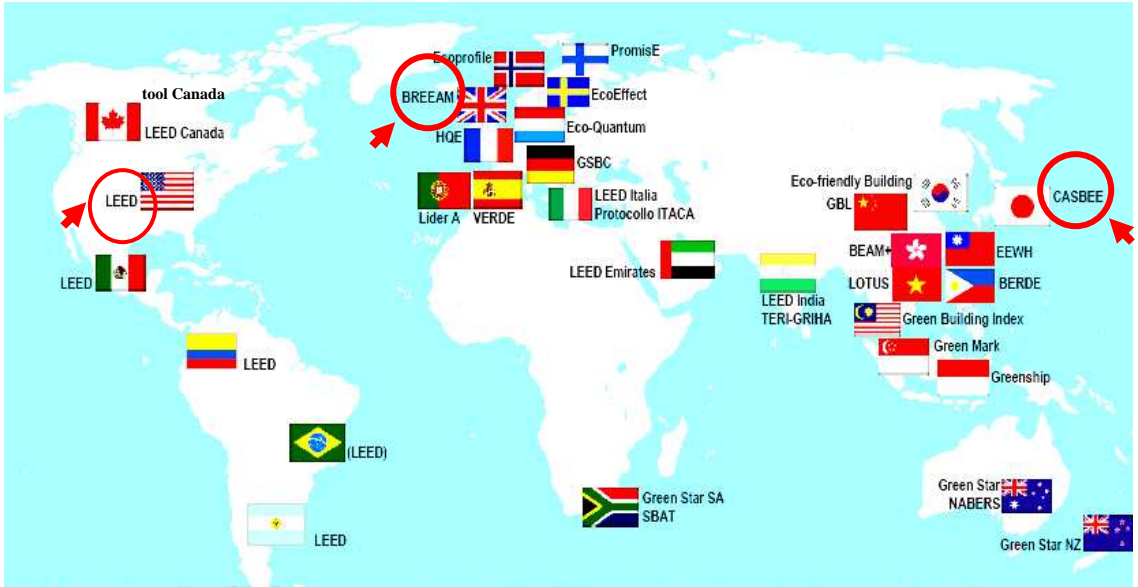 Esoprofile
PromisE
tool Canada
BREEAM
EcoEffect
LEED Canada
HQE
Eco-Quantum
GSBC
Eco-friendly Building
GBL
LEED
Lider A
VERDE
LEED Italia
Protocollo ITACA
CASBEE
BEAM+
EEWH
LEED
LEED Emirates
LOTUS
BERDE
LEED India
TERI-GRIHA
Green Building Index
Green Mark
LEED
Greenship
(LEED)
Green Star SA
SBAT
Green Star
NABERS
LEED
Green Star NZ